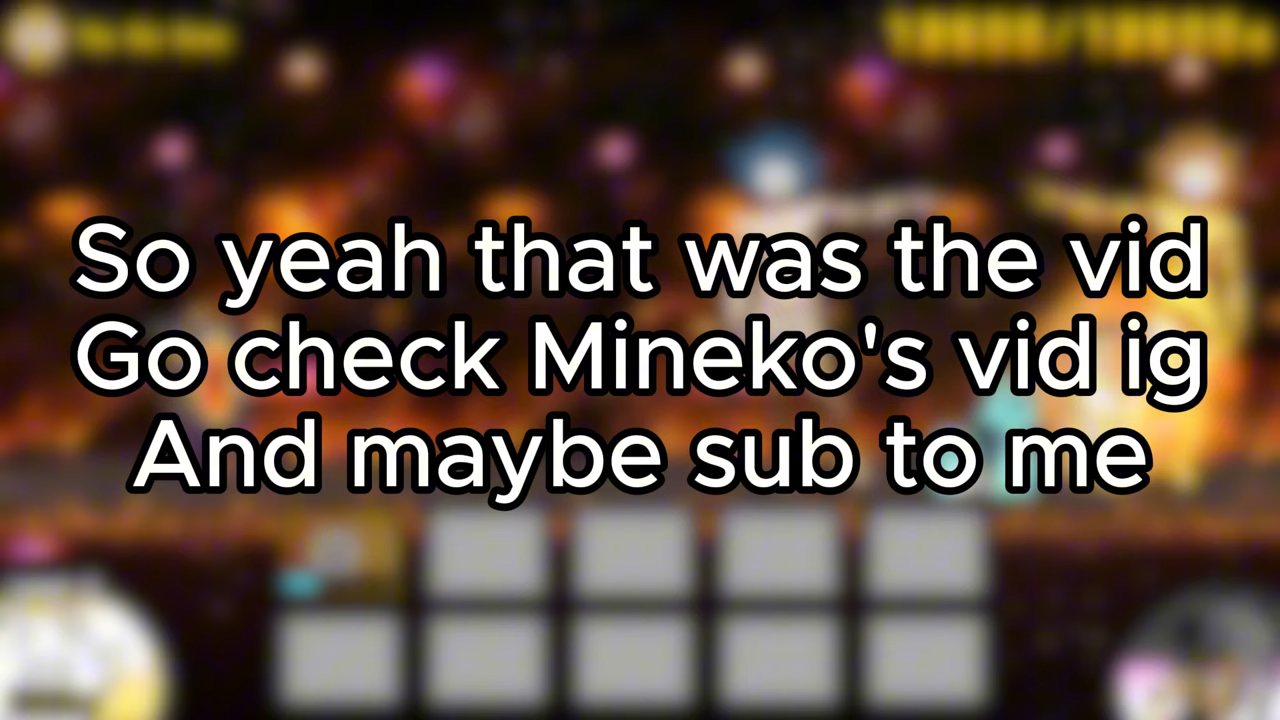 So yeah that was the vid
Go check Mineko's vid ig
And maybe sub to me